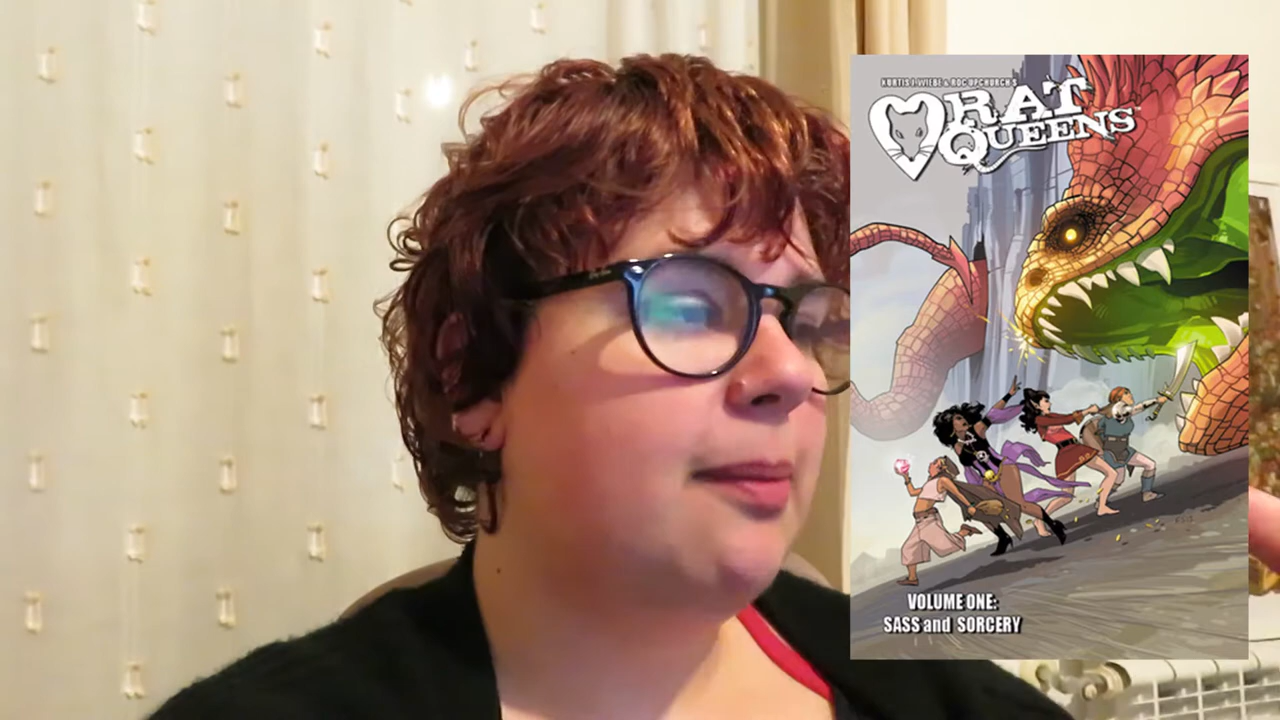 KURTIS J. WIEBE & ROC UPCHURCH'S
RAT
QUEENS
VOLUME ONE:
SASS and SORCERY